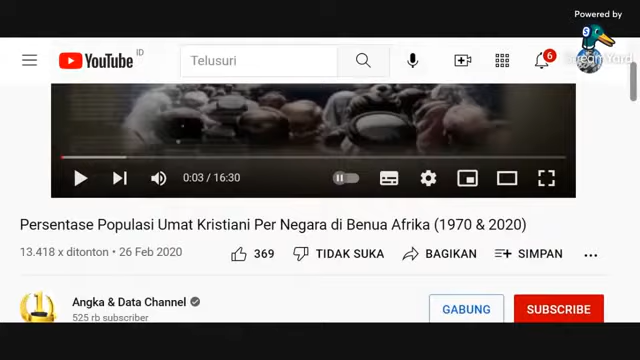 Powered by
YouTube ID
Telusuri
6
0:03 / 16:30
Persentase Populasi Umat Kristiani Per Negara di Benua Afrika (1970 & 2020)
13.418 x ditonton • 26 Feb 2020
369
TIDAK SUKA
BAGIKAN
SIMPAN
Angka & Data Channel
525 rb subscriber
GABUNG
SUBSCRIBE